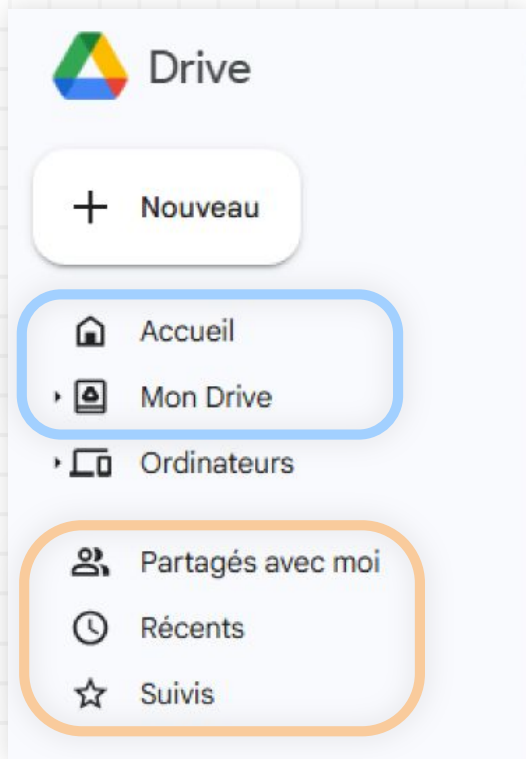 Drive
Nouveau
Accueil
Mon Drive
Ordinateurs
Partagés avec moi
Récents
Suivis